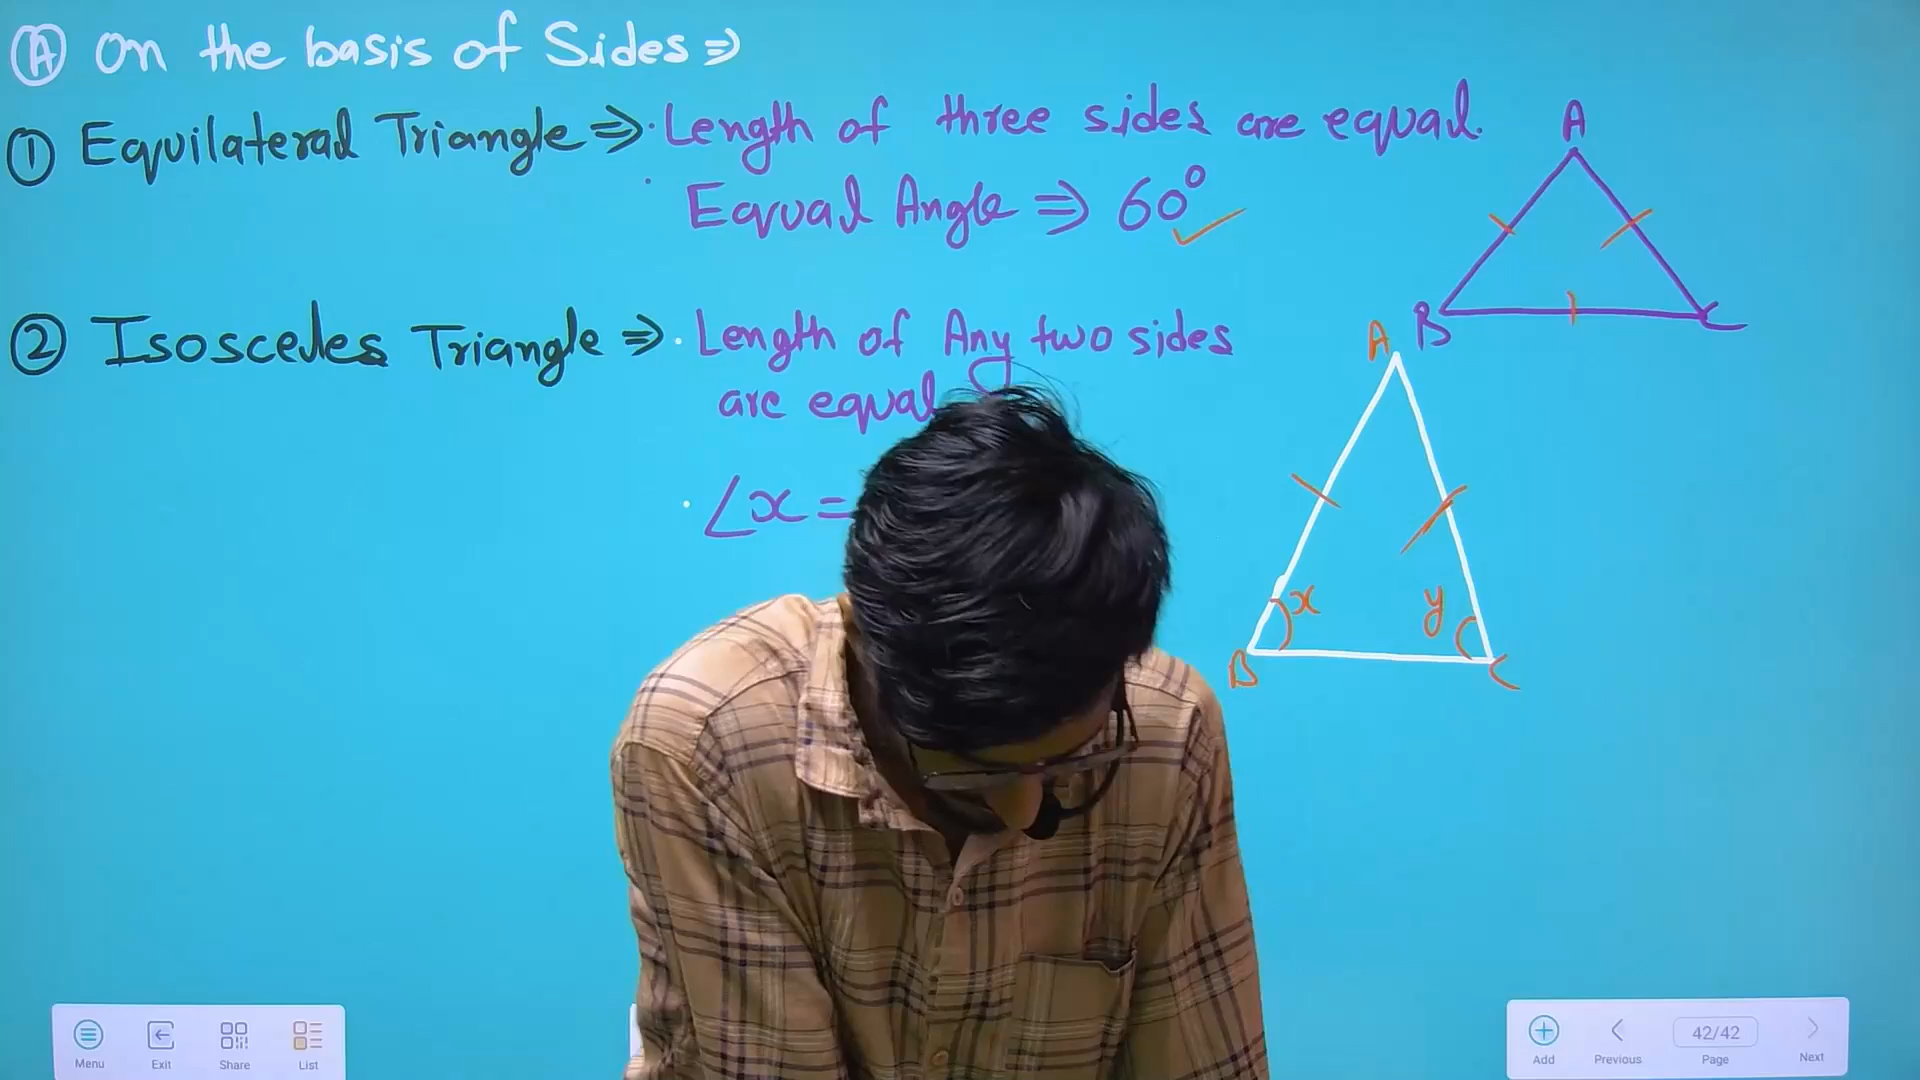 Ⓐ On the basis of Sides ⇒
① Equilateral Triangle ⇒ · Length of three sides are equal.
· Equal Angle ⇒ 60° ✓
A
B C
② Isosceles Triangle ⇒ · Length of Any two sides
are equal
· ∠x =
A
x y
B C
Menu Exit Share List
Add Previous 42/42 Page Next